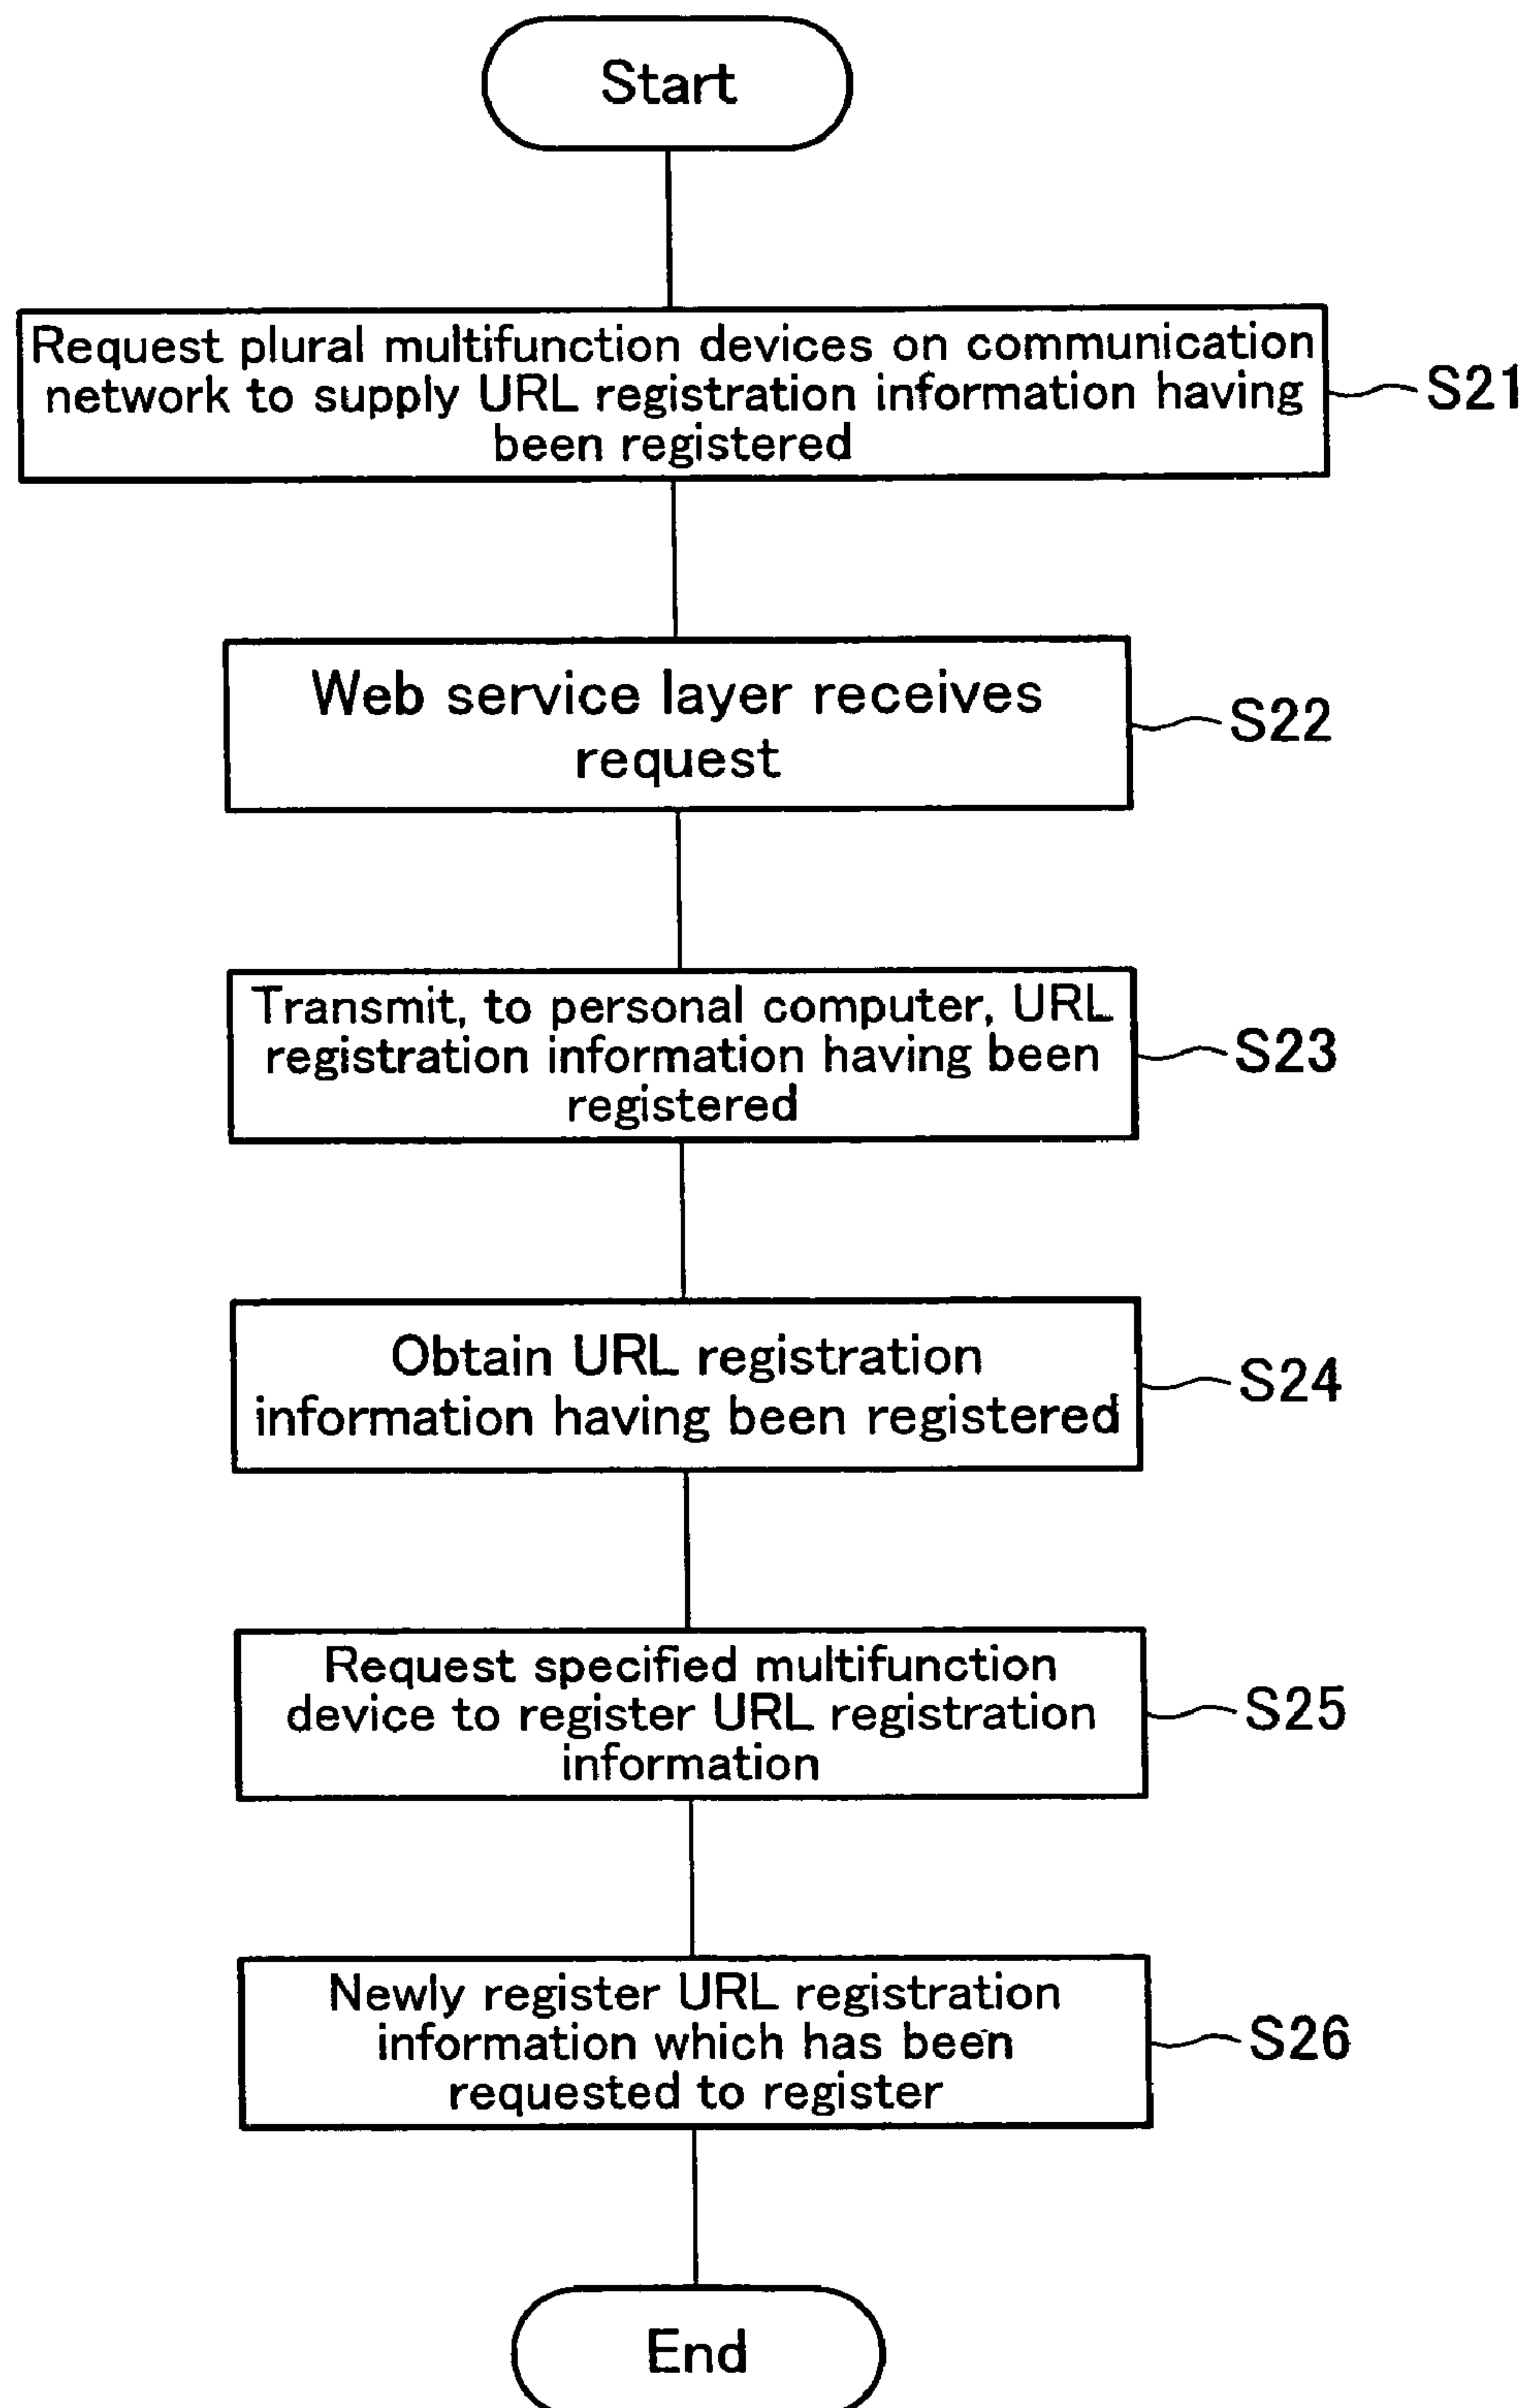 Start
Request plural multifunction devices on communication
network to supply URL registration information having
been registered
S21
Web service layer receives
request
S22
Transmit, to personal computer, URL
registration information having been
registered
S23
Obtain URL registration
information having been registered
S24
Request specified multifunction
device to register URL registration
information
S25
Newly register URL registration
information which has been
requested to register
S26
End